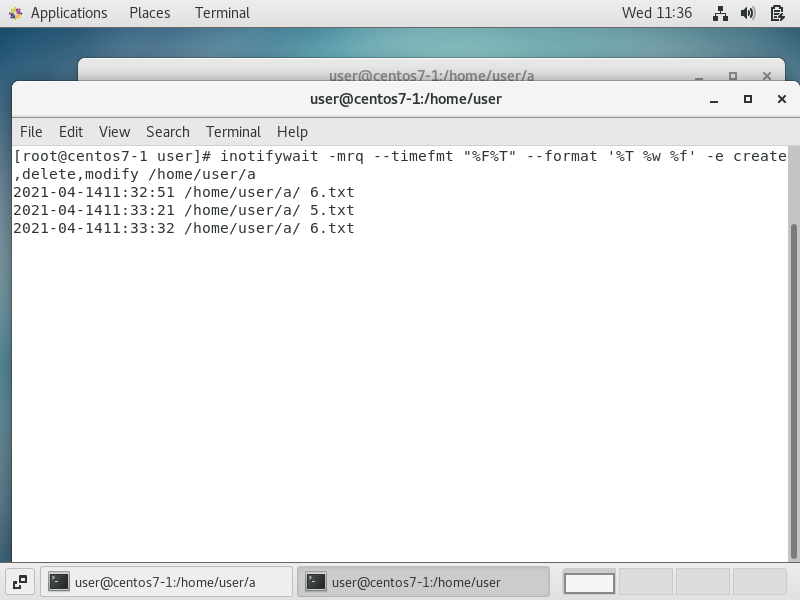 Applications Places Terminal Wed 11:36
user@centos7-1:/home/user/a
user@centos7-1:/home/user
File Edit View Search Terminal Help
[root@centos7-1 user]# inotifywait -mrq --timefmt "%F%T" --format '%T %w %f' -e create
,delete,modify /home/user/a
2021-04-1411:32:51 /home/user/a/ 6.txt
2021-04-1411:33:21 /home/user/a/ 5.txt
2021-04-1411:33:32 /home/user/a/ 6.txt
user@centos7-1:/home/user/a user@centos7-1:/home/user